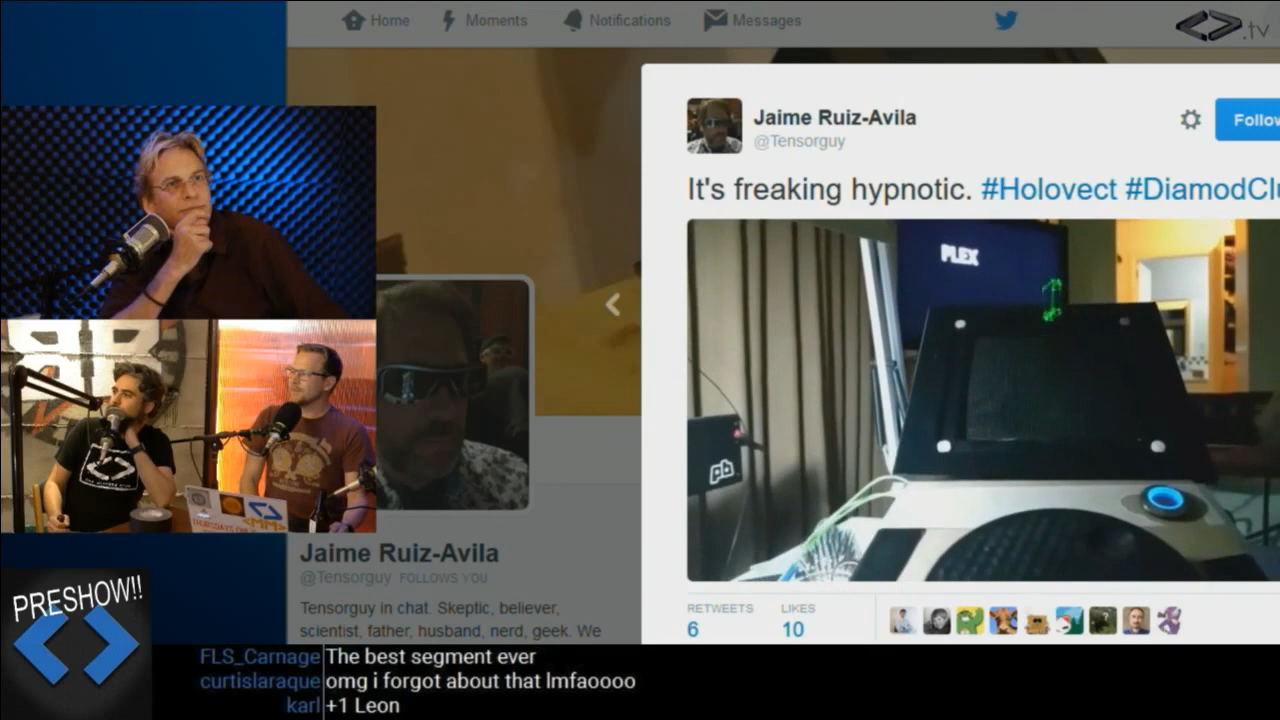 Home Moments Notifications Messages
<>.tv
Jaime Ruiz-Avila
@Tensorguy
Follow
It's freaking hypnotic. #Holovect #DiamodClu
PLEX
pb
<MM>
Jaime Ruiz-Avila
@Tensorguy FOLLOWS YOU
Tensorguy in chat. Skeptic, believer,
scientist, father, husband, nerd, geek. We
RETWEETS LIKES
6 10
PRESHOW!!
FLS_Carnage The best segment ever
curtislaraque omg i forgot about that lmfaoooo
karl +1 Leon